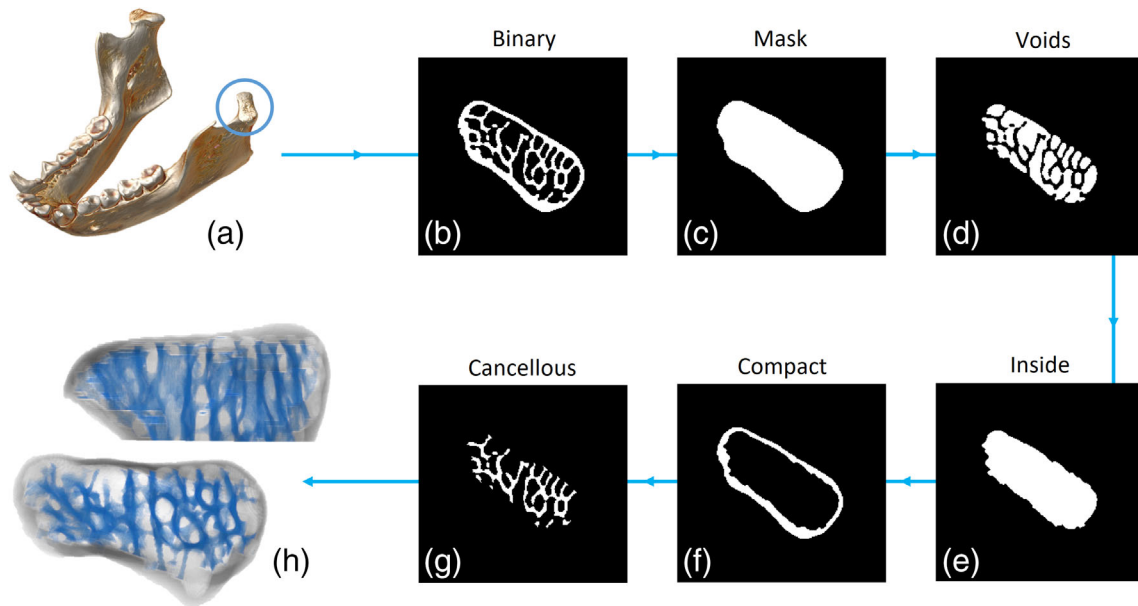 Binary
Mask
Voids
(a)
(b)
(c)
(d)
Cancellous
Compact
Inside
(h)
(g)
(f)
(e)